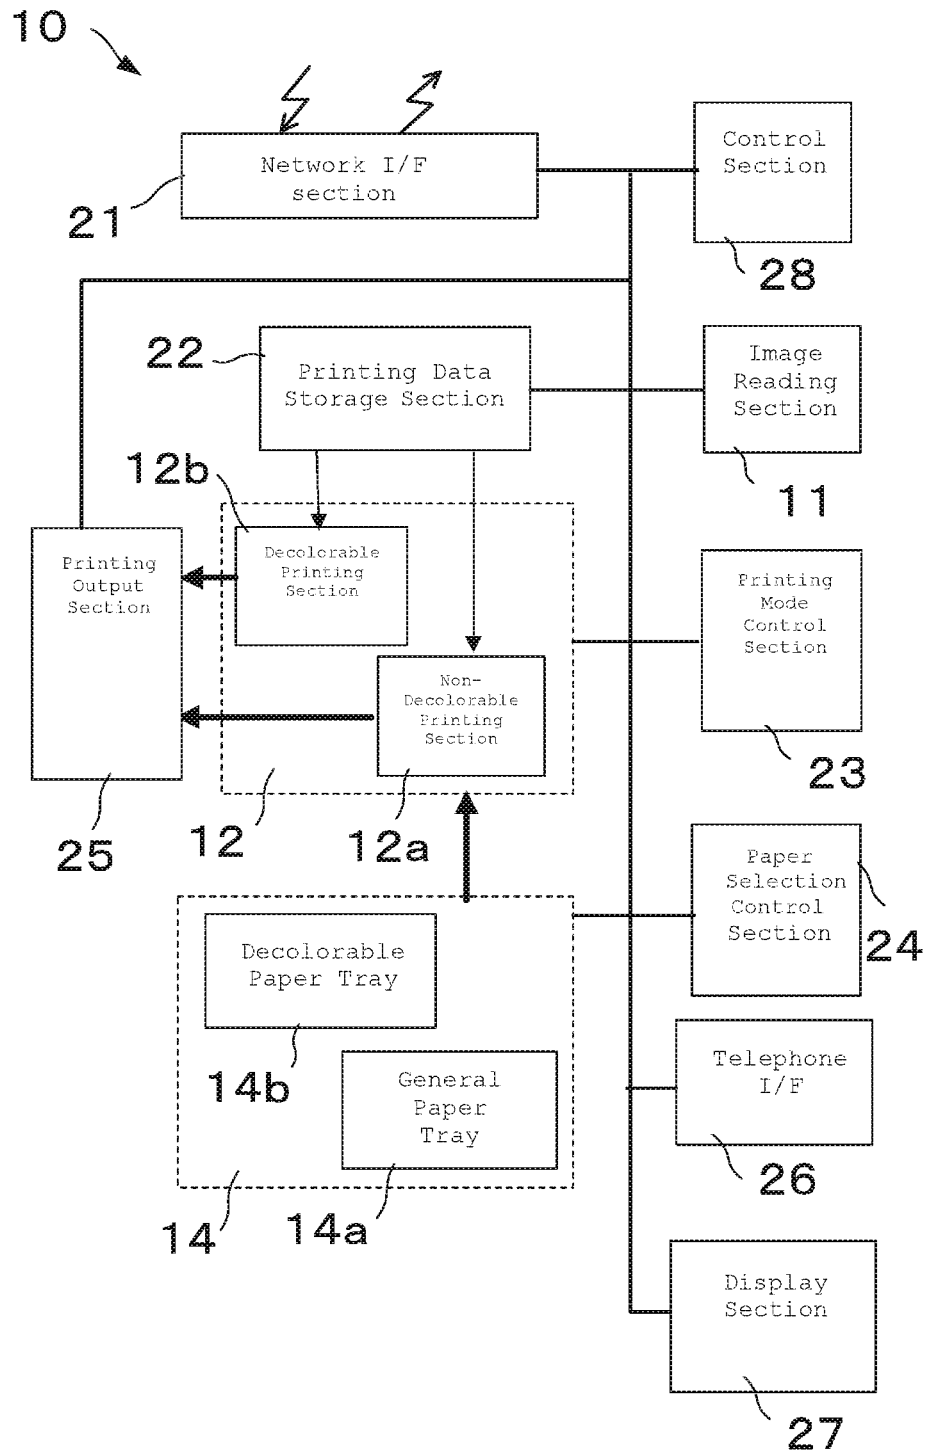 10
Network I/F
section
21
Control
Section
28
22
Printing Data
Storage Section
Image
Reading
Section
11
12b
Decolorable
Printing
Section
Printing
Output
Section
25
Non-
Decolorable
Printing
Section
12
12a
Printing
Mode
Control
Section
23
Paper
Selection
Control
Section
24
Decolorable
Paper Tray
14b
General
Paper
Tray
14
14a
Telephone
I/F
26
Display
Section
27